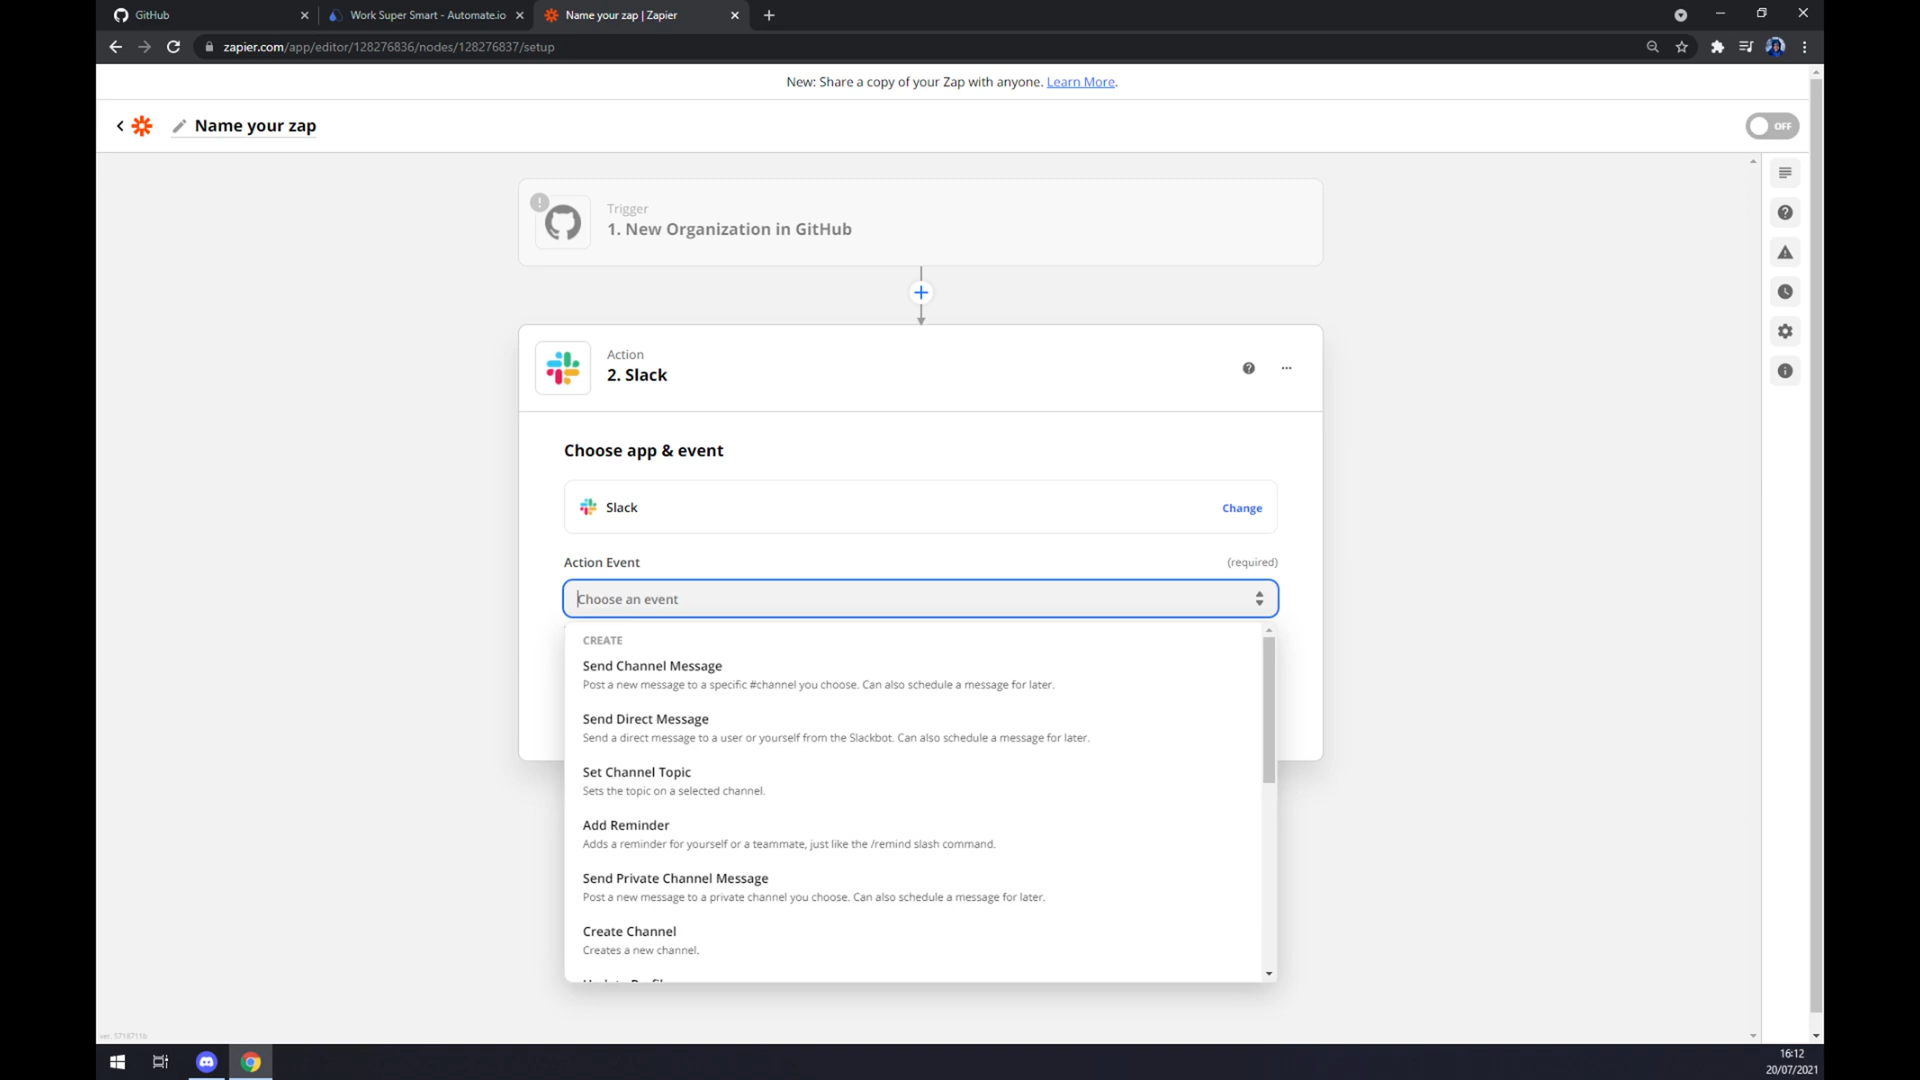 GitHub
Work Super Smart - Automate.io
Name your zap | Zapier
zapier.com/app/editor/128276836/nodes/128276837/setup
New: Share a copy of your Zap with anyone. Learn More.
Name your zap
OFF
Trigger
1. New Organization in GitHub
Action
2. Slack
Choose app & event
Slack
Change
Action Event
(required)
Choose an event
CREATE
Send Channel Message
Post a new message to a specific #channel you choose. Can also schedule a message for later.
Send Direct Message
Send a direct message to a user or yourself from the Slackbot. Can also schedule a message for later.
Set Channel Topic
Sets the topic on a selected channel.
Add Reminder
Adds a reminder for yourself or a teammate, just like the /remind slash command.
Send Private Channel Message
Post a new message to a private channel you choose. Can also schedule a message for later.
Create Channel
Creates a new channel.
ver. 5718711b
16:12
20/07/2021